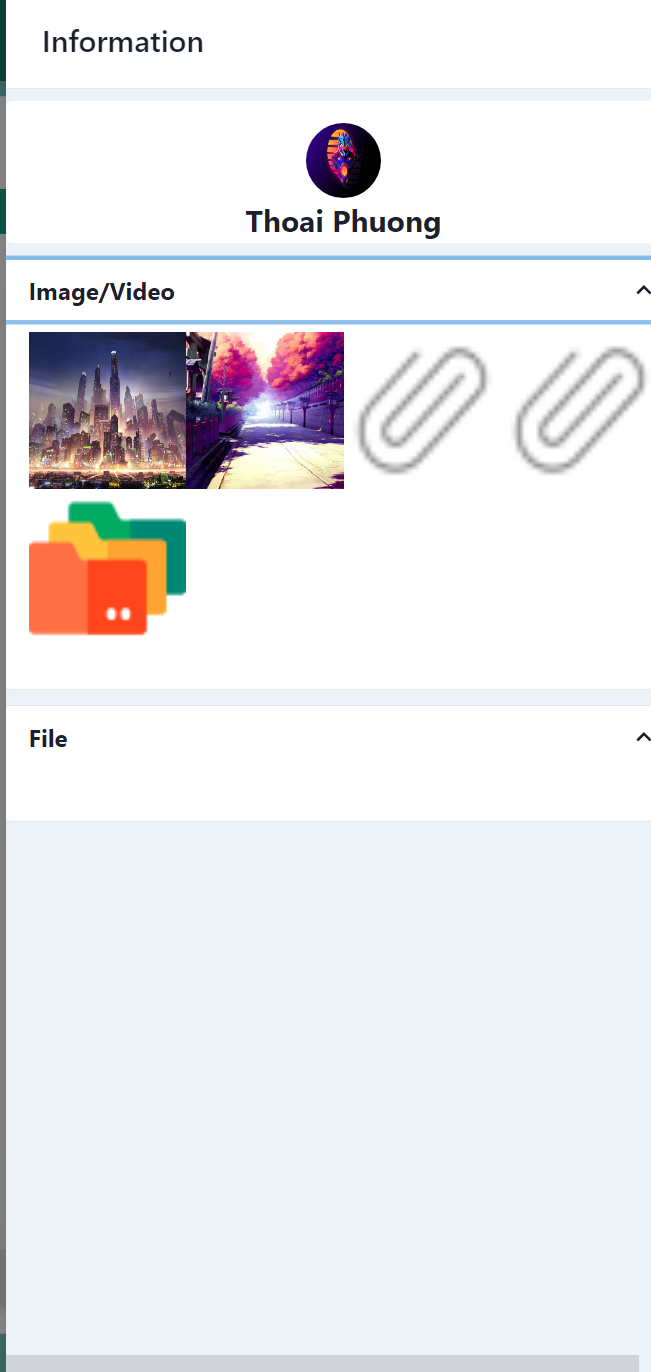 Information
Thoai Phuong
Image/Video
File